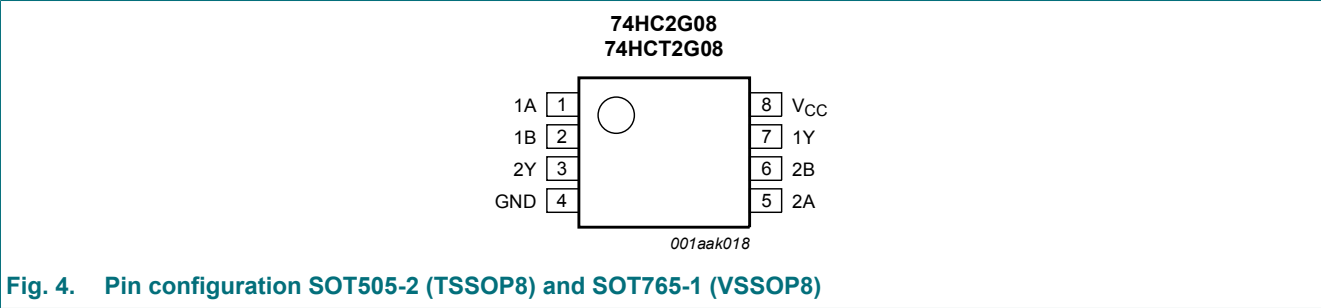 74HC2G08
74HCT2G08
1A 1 8 VCC
1B 2 7 1Y
2Y 3 6 2B
GND 4 5 2A
001aak018
Fig. 4. Pin configuration SOT505-2 (TSSOP8) and SOT765-1 (VSSOP8)